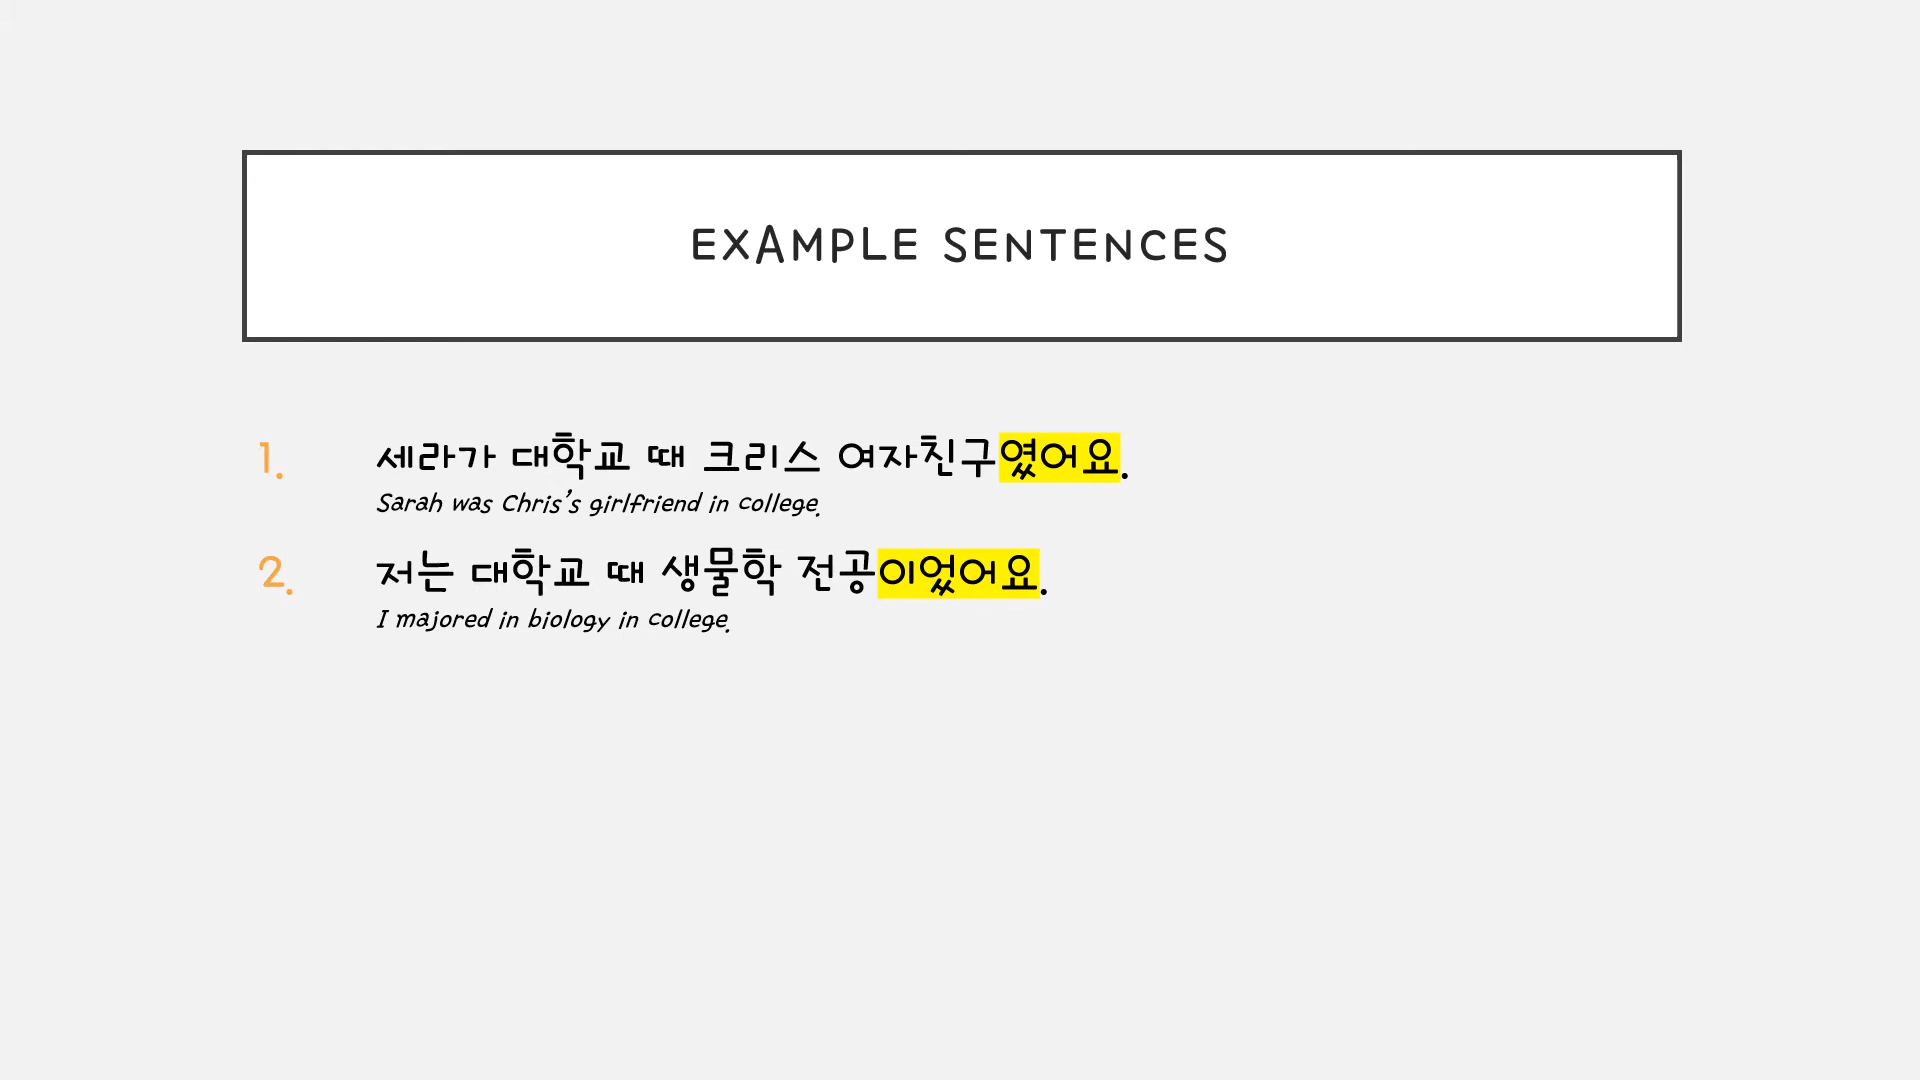 EXAMPLE SENTENCES
1. 세라가 대학교 때 크리스 여자친구였어요.
Sarah was Chris's girlfriend in college.
2. 저는 대학교 때 생물학 전공이었어요.
I majored in biology in college.